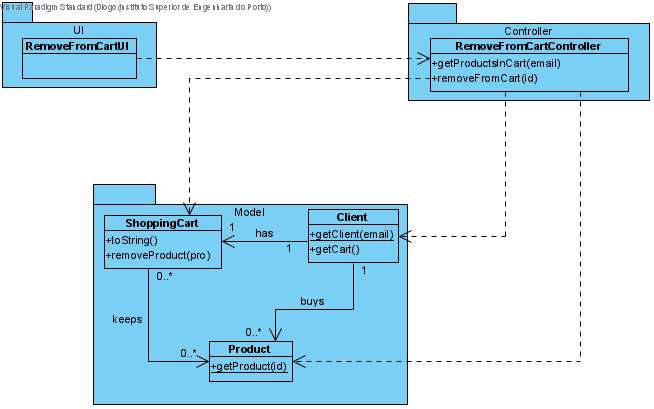 Visual Paradigm Standard (Diogo (Instituto Superior de Engenharia do Porto))
UI
RemoveFromCartUI
Controller
RemoveFromCartController
+getProductsInCart(email)
+removeFromCart(id)
Model
ShoppingCart
+toString()
+removeProduct(pro)
Client
+getClient(email)
+getCart()
1
has
1
0..*
1
buys
keeps
0..*
0..*
Product
+getProduct(id)